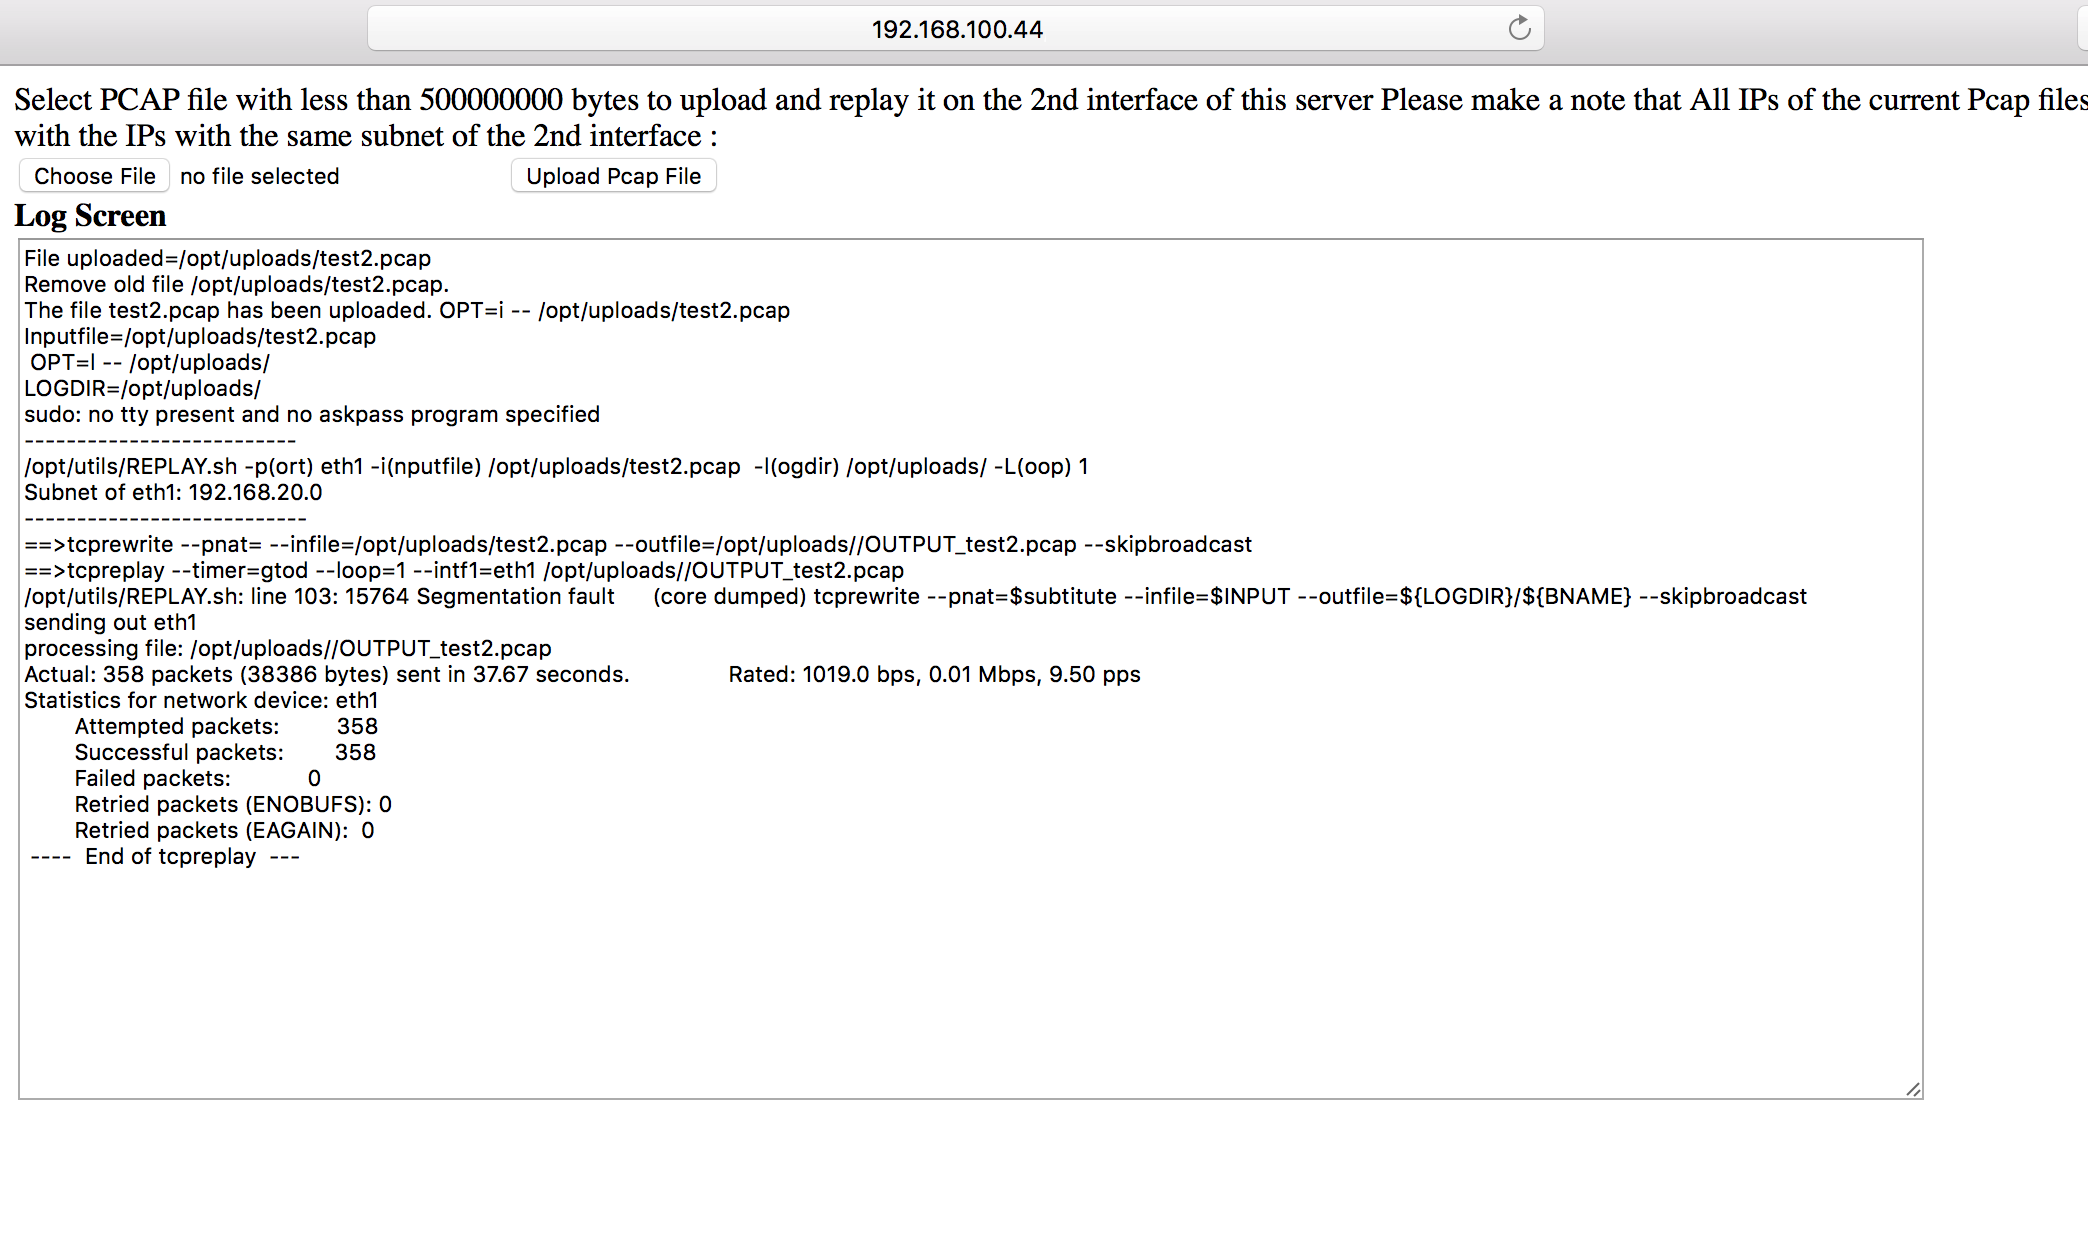 192.168.100.44
Select PCAP file with less than 500000000 bytes to upload and replay it on the 2nd interface of this server Please make a note that All IPs of the current Pcap files
with the IPs with the same subnet of the 2nd interface :
Choose File no file selected Upload Pcap File
Log Screen
File uploaded=/opt/uploads/test2.pcap
Remove old file /opt/uploads/test2.pcap.
The file test2.pcap has been uploaded. OPT=i -- /opt/uploads/test2.pcap
Inputfile=/opt/uploads/test2.pcap
OPT=l -- /opt/uploads/
LOGDIR=/opt/uploads/
sudo: no tty present and no askpass program specified
--------------------------
/opt/utils/REPLAY.sh -p(ort) eth1 -i(nputfile) /opt/uploads/test2.pcap -l(ogdir) /opt/uploads/ -L(oop) 1
Subnet of eth1: 192.168.20.0
---------------------------
==>tcprewrite --pnat= --infile=/opt/uploads/test2.pcap --outfile=/opt/uploads//OUTPUT_test2.pcap --skipbroadcast
==>tcpreplay --timer=gtod --loop=1 --intf1=eth1 /opt/uploads//OUTPUT_test2.pcap
/opt/utils/REPLAY.sh: line 103: 15764 Segmentation fault (core dumped) tcprewrite --pnat=$subtitute --infile=$INPUT --outfile=${LOGDIR}/${BNAME} --skipbroadcast
sending out eth1
processing file: /opt/uploads//OUTPUT_test2.pcap
Actual: 358 packets (38386 bytes) sent in 37.67 seconds. Rated: 1019.0 bps, 0.01 Mbps, 9.50 pps
Statistics for network device: eth1
Attempted packets: 358
Successful packets: 358
Failed packets: 0
Retried packets (ENOBUFS): 0
Retried packets (EAGAIN): 0
---- End of tcpreplay ---